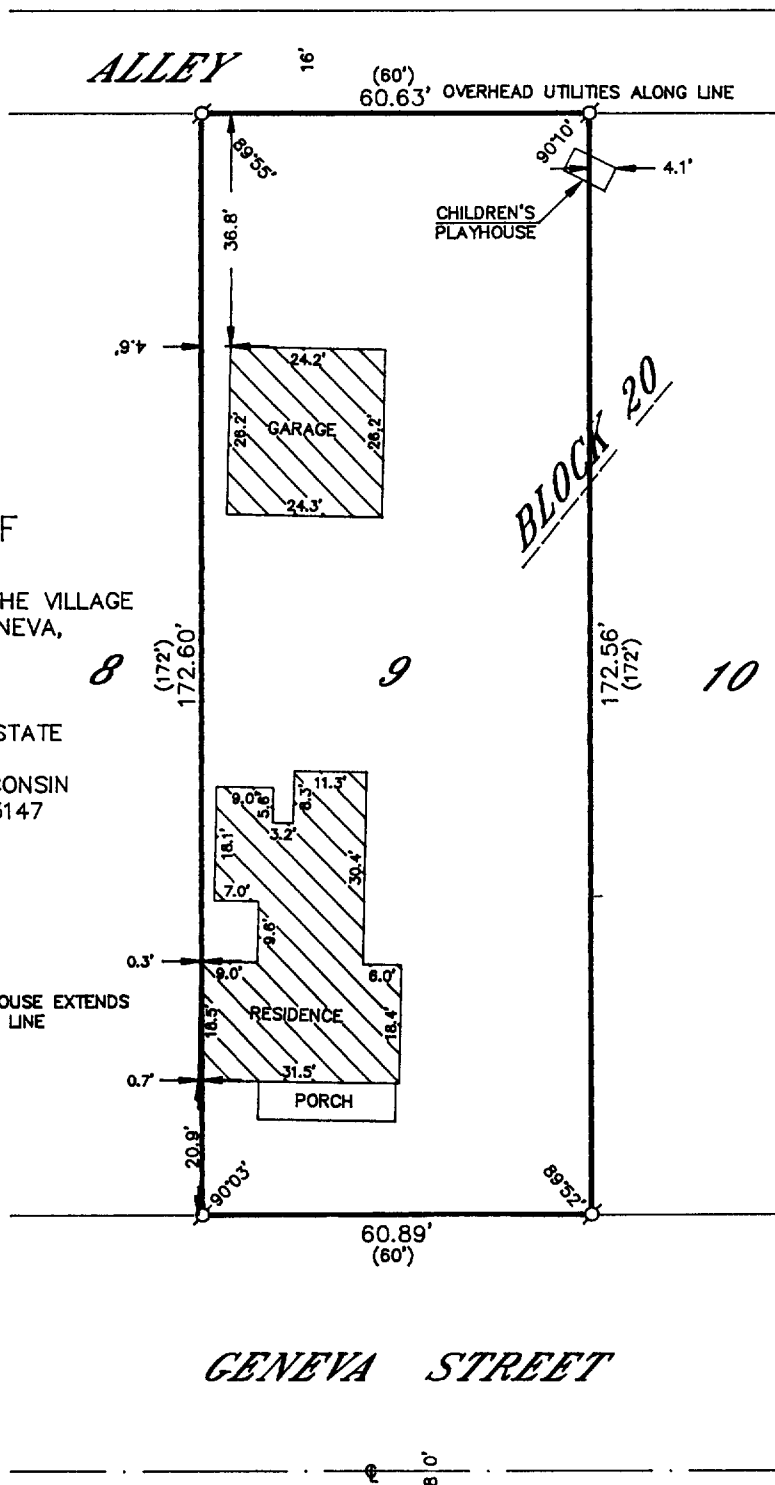 ALLEY
16'
(60')
60.63' OVERHEAD UTILITIES ALONG LINE
89°55'
90°10'
4.1'
CHILDREN'S
PLAYHOUSE
36.8'
4.6'
24.2'
26.2'
GARAGE
26.2'
24.3'
BLOCK 20
F
HE VILLAGE
NEVA,
8
(172')
172.60'
9
172.56'
(172')
10
STATE
CONSIN
147
11.3'
9.0'
5.6'
8.3'
3.2'
18.1'
30.4'
7.0'
9.6'
0.3'
9.0'
6.0'
OUSE EXTENDS
LINE
18.5'
RESIDENCE
18.4'
0.7'
31.5'
PORCH
20.9'
90°03'
89°52'
60.89'
(60')
GENEVA STREET
8 0'